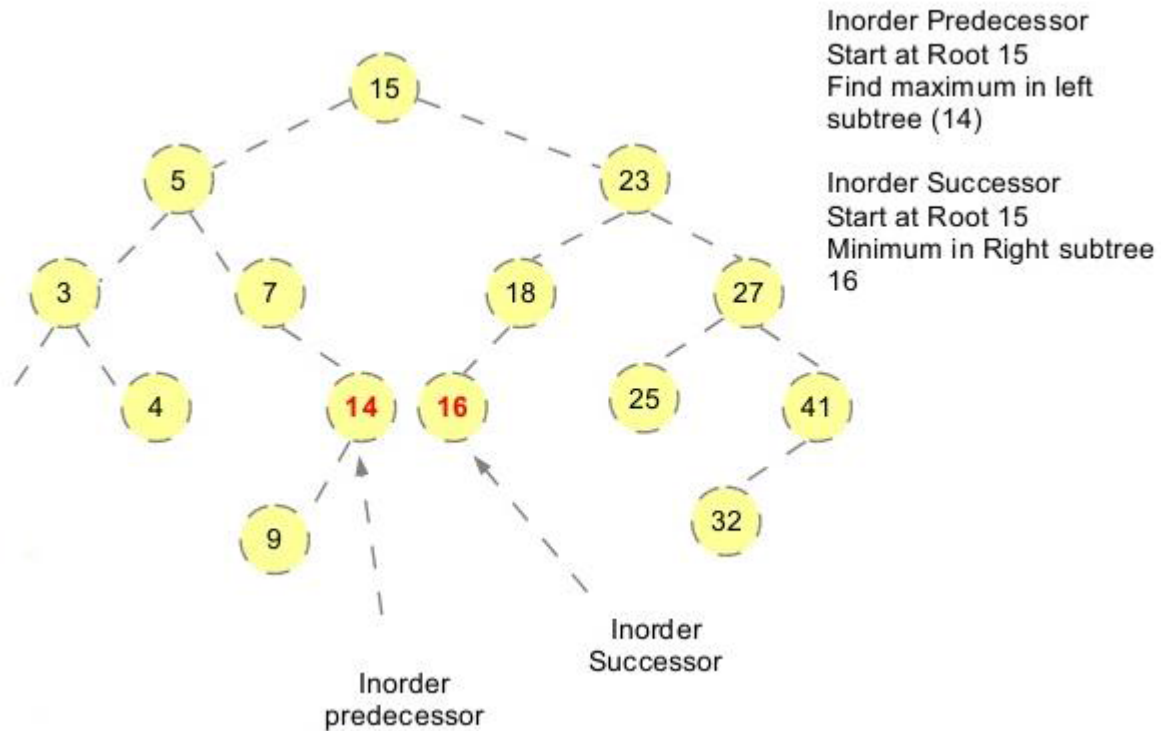 Inorder Predecessor
Start at Root 15
Find maximum in left
subtree (14)
Inorder Successor
Start at Root 15
Minimum in Right subtree
16
15
5
23
3
7
18
27
4
14
16
25
41
9
32
Inorder
Successor
Inorder
predecessor